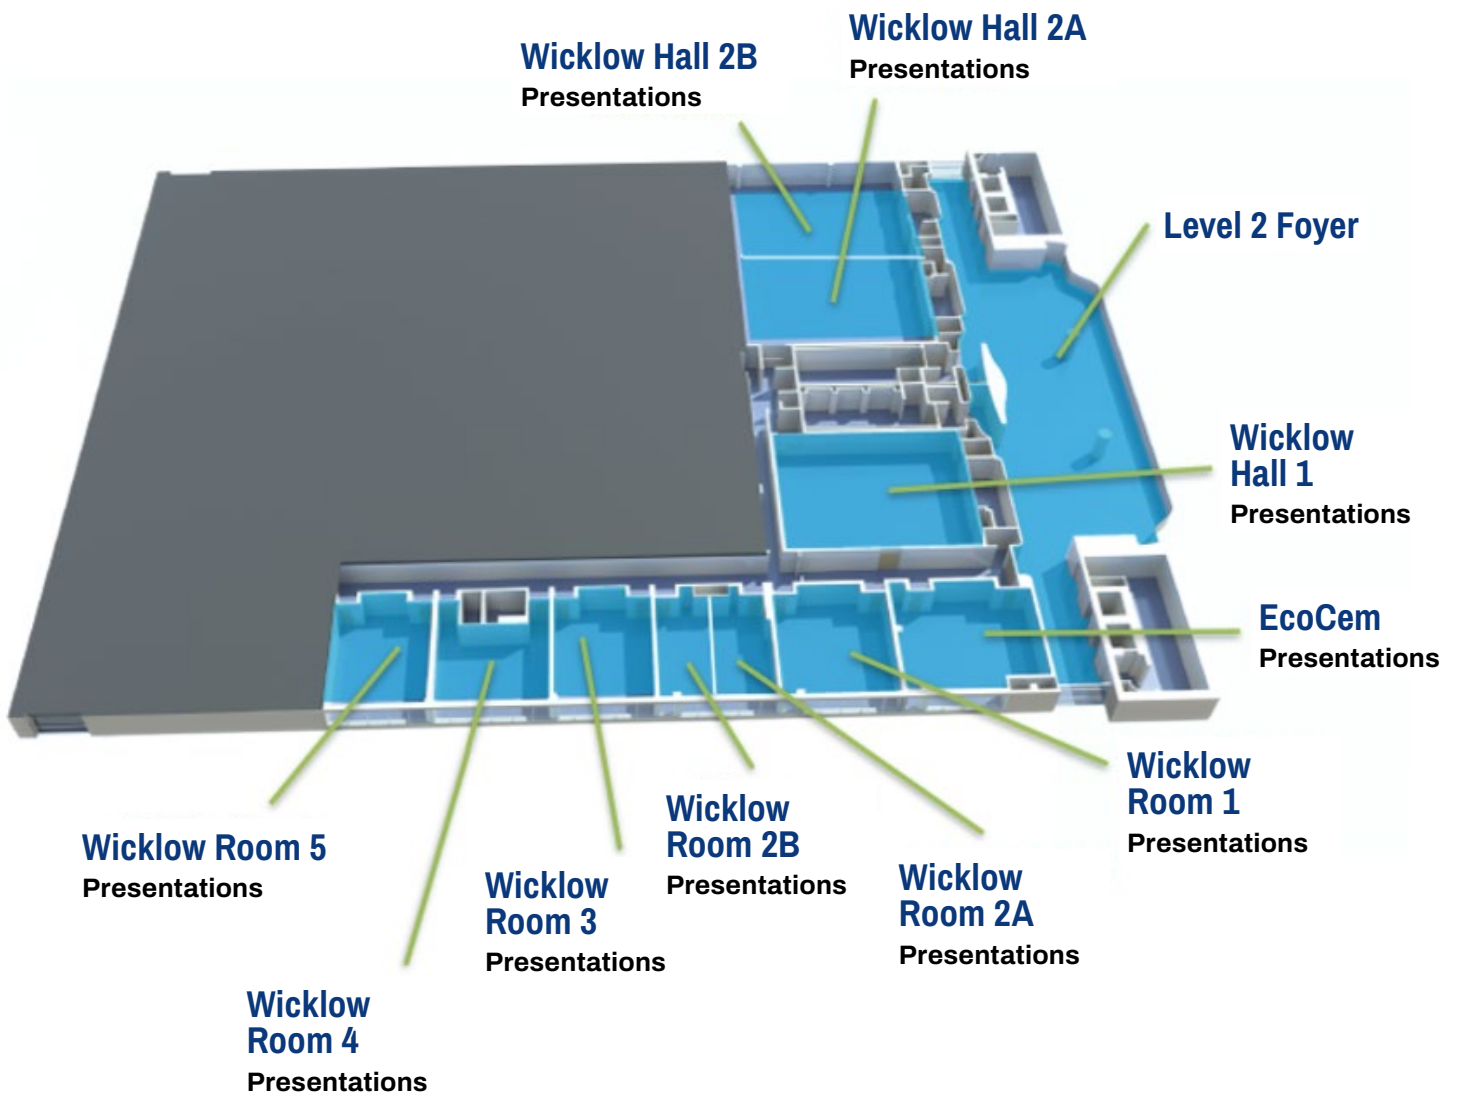 Wicklow Hall 2A
Presentations
Wicklow Hall 2B
Presentations
Level 2 Foyer
Wicklow
Hall 1
Presentations
EcoCem
Presentations
Wicklow
Room 1
Presentations
Wicklow
Room 2B
Presentations
Wicklow Room 5
Presentations
Wicklow
Room 3
Presentations
Wicklow
Room 2A
Presentations
Wicklow
Room 4
Presentations